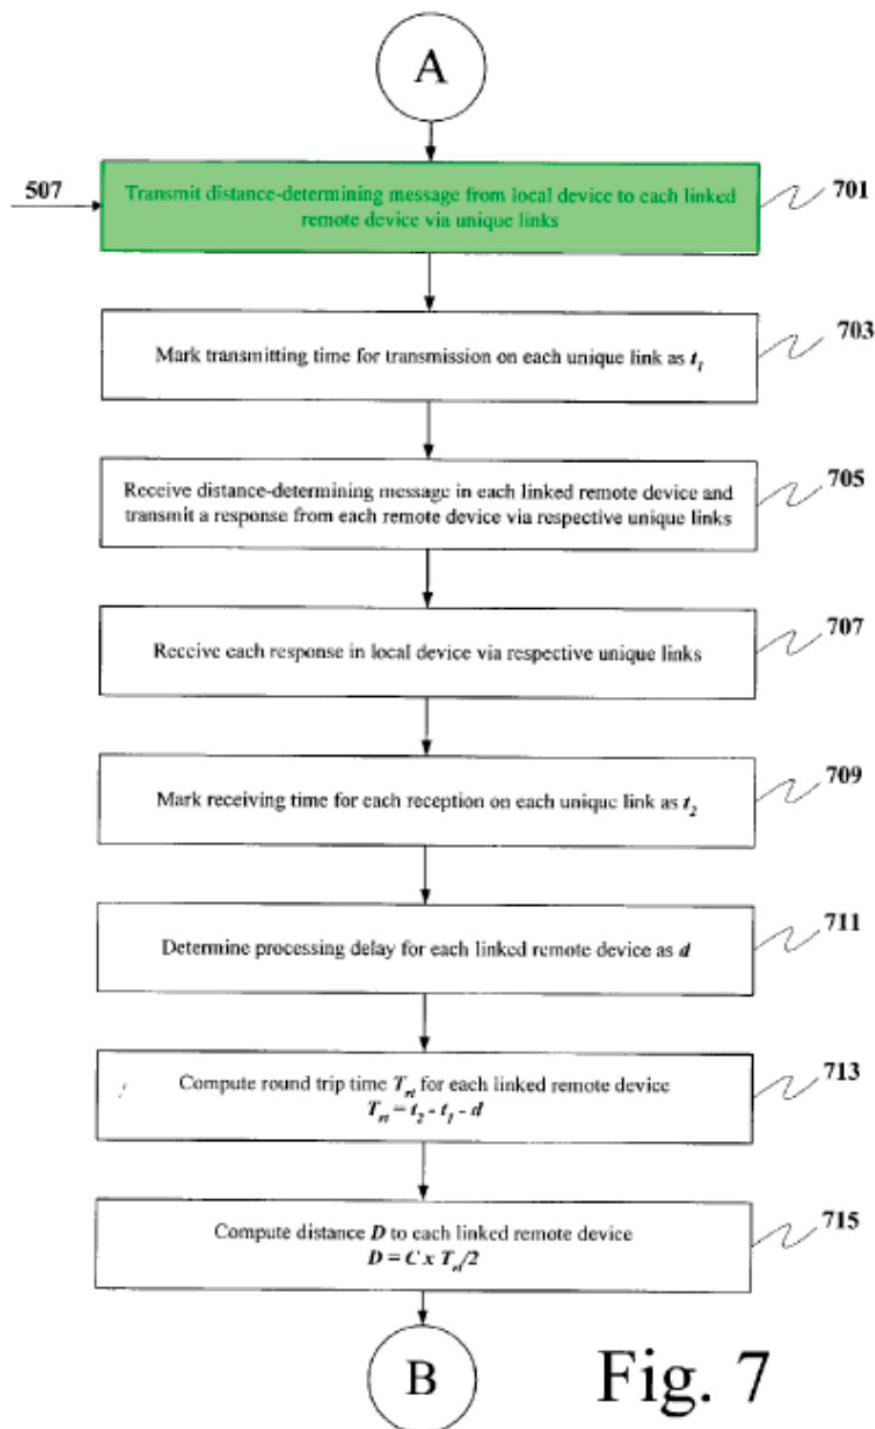 A
507
Transmit distance-determining message from local device to each linked
remote device via unique links
701
Mark transmitting time for transmission on each unique link as t1
703
Receive distance-determining message in each linked remote device and
transmit a response from each remote device via respective unique links
705
Receive each response in local device via respective unique links
707
Mark receiving time for each reception on each unique link as t2
709
Determine processing delay for each linked remote device as d
711
Compute round trip time Trt for each linked remote device
Trt = t2 - t1 - d
713
Compute distance D to each linked remote device
D = C x Trt/2
715
B
Fig. 7